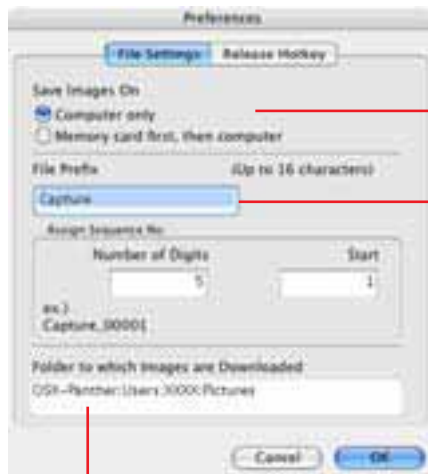 Preferences
File Settings Release Hotkey
Save Images On
Computer only
Memory card first, then computer
File Prefix (Up to 16 characters)
Capture
Assign Sequence No
Number of Digits Start
5 1
ex.)
Capture_00001
Folder to which Images are Downloaded
OSX-Panther:Users:XXXX:Pictures
Cancel OK